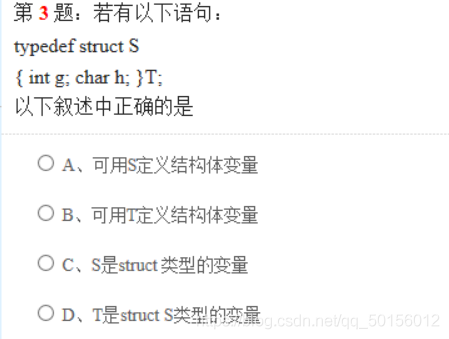 第 3 题：若有以下语句：
typedef struct S
{ int g; char h; }T;
以下叙述中正确的是
A、可用S定义结构体变量
B、可用T定义结构体变量
C、S是struct 类型的变量
D、T是struct S类型的变量
https://blog.csdn.net/qq_50156012